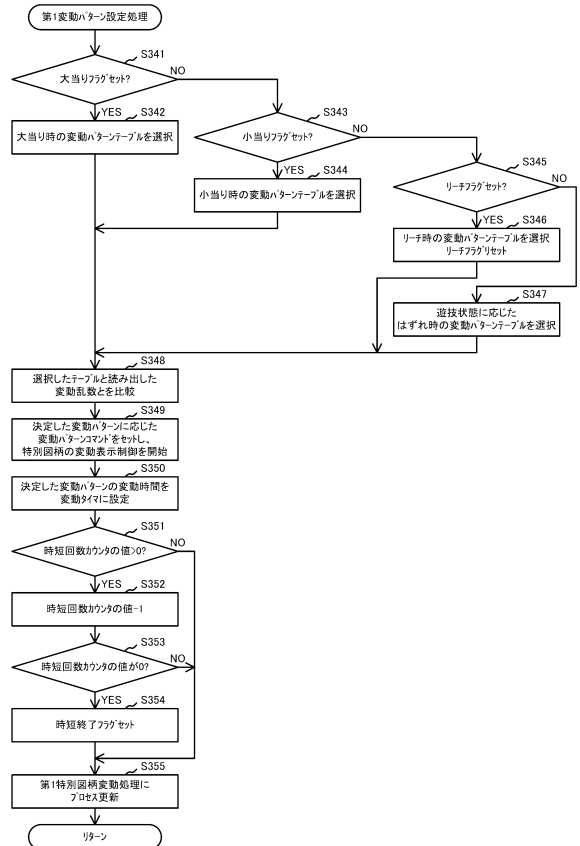 第1変動パターン設定処理
S341
大当りフラグセット?
NO
YES
S342
大当り時の変動パターンテーブルを選択
S343
小当りフラグセット?
NO
YES
S344
小当り時の変動パターンテーブルを選択
S345
リーチフラグセット?
NO
YES
S346
リーチ時の変動パターンテーブルを選択
リーチフラグリセット
S347
遊技状態に応じた
はずれ時の変動パターンテーブルを選択
S348
選択したテーブルと読み出した
変動乱数とを比較
S349
決定した変動パターンに応じた
変動パターンコマンドをセットし、
特別図柄の変動表示制御を開始
S350
決定した変動パターンの変動時間を
変動タイマに設定
S351
時短回数カウンタの値>0?
NO
YES
S352
時短回数カウンタの値-1
S353
時短回数カウンタの値が0?
NO
YES
S354
時短終了フラグセット
S355
第1特別図柄変動処理に
プロセス更新
リターン